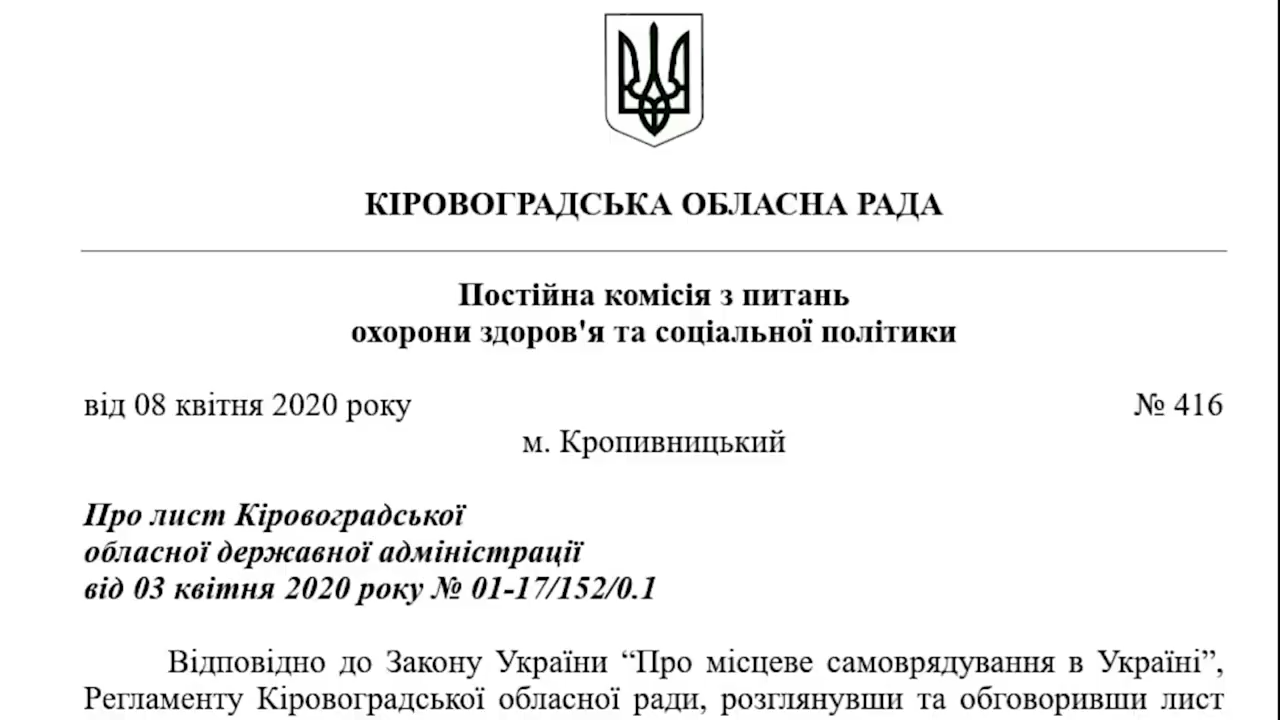 КІРОВОГРАДСЬКА ОБЛАСНА РАДА
Постійна комісія з питань
охорони здоров'я та соціальної політики
від 08 квітня 2020 року № 416
м. Кропивницький
Про лист Кіровоградської
обласної державної адміністрації
від 03 квітня 2020 року № 01-17/152/0.1
Відповідно до Закону України “Про місцеве самоврядування в Україні”,
Регламенту Кіровоградської обласної ради, розглянувши та обговоривши лист